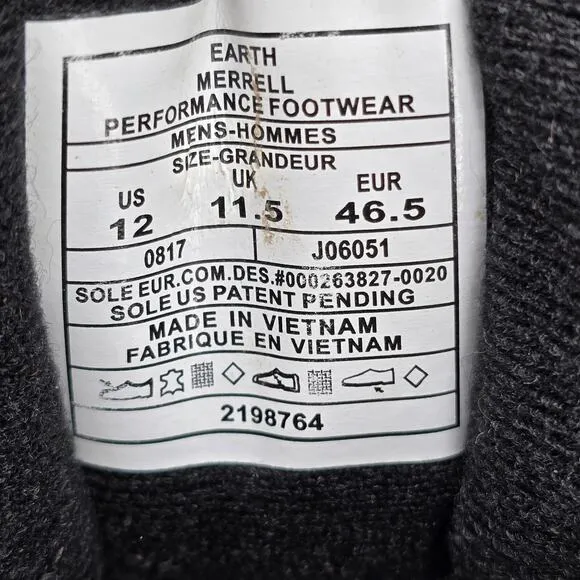 EARTH
MERRELL
PERFORMANCE FOOTWEAR
MENS-HOMMES
SIZE-GRANDEUR
US UK EUR
12 11.5 46.5
0817 J06051
SOLE EUR.COM.DES.#000263827-0020
SOLE US PATENT PENDING
MADE IN VIETNAM
FABRIQUE EN VIETNAM
2198764